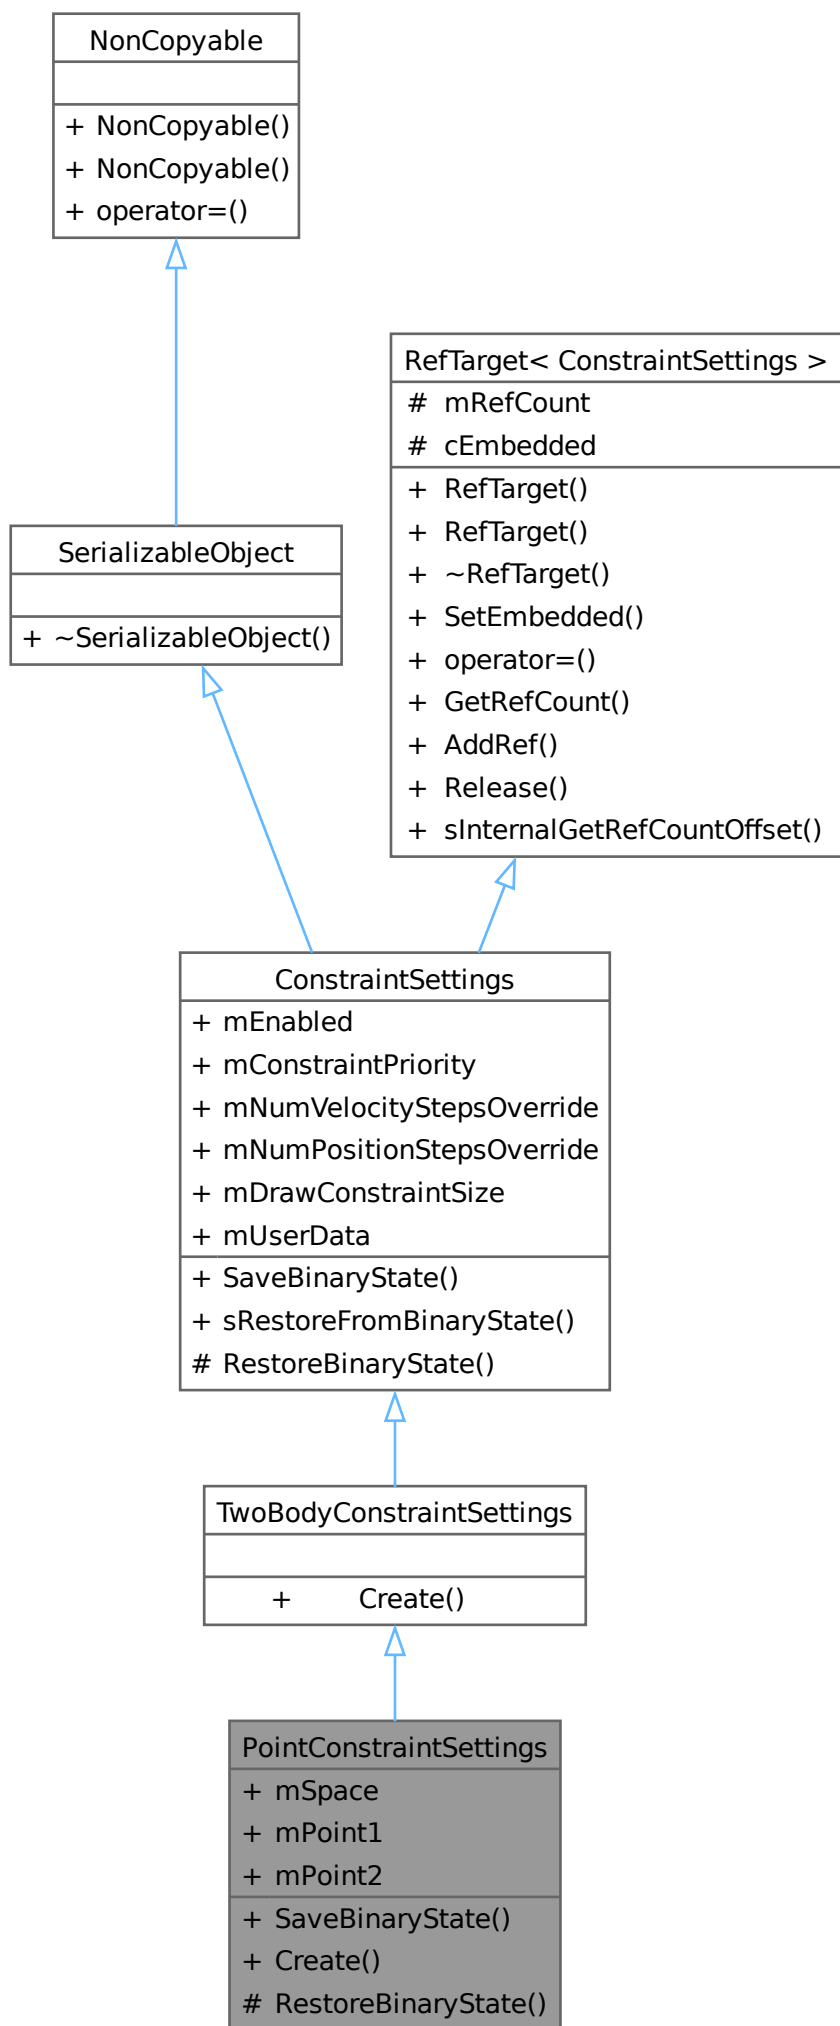 NonCopyable
+ NonCopyable()
+ NonCopyable()
+ operator=()
RefTarget< ConstraintSettings >
# mRefCount
# cEmbedded
+ RefTarget()
+ RefTarget()
+ ~RefTarget()
+ SetEmbedded()
+ operator=()
+ GetRefCount()
+ AddRef()
+ Release()
+ sInternalGetRefCountOffset()
SerializableObject
+ ~SerializableObject()
ConstraintSettings
+ mEnabled
+ mConstraintPriority
+ mNumVelocityStepsOverride
+ mNumPositionStepsOverride
+ mDrawConstraintSize
+ mUserData
+ SaveBinaryState()
+ sRestoreFromBinaryState()
# RestoreBinaryState()
TwoBodyConstraintSettings
+ Create()
PointConstraintSettings
+ mSpace
+ mPoint1
+ mPoint2
+ SaveBinaryState()
+ Create()
# RestoreBinaryState()